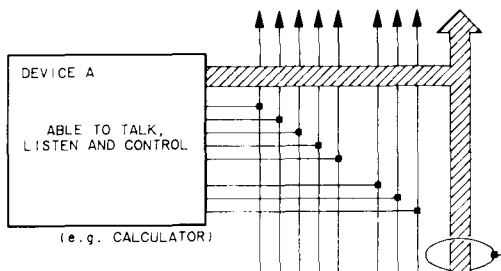 DEVICE A
ABLE TO TALK,
LISTEN AND CONTROL
(e.g. CALCULATOR)